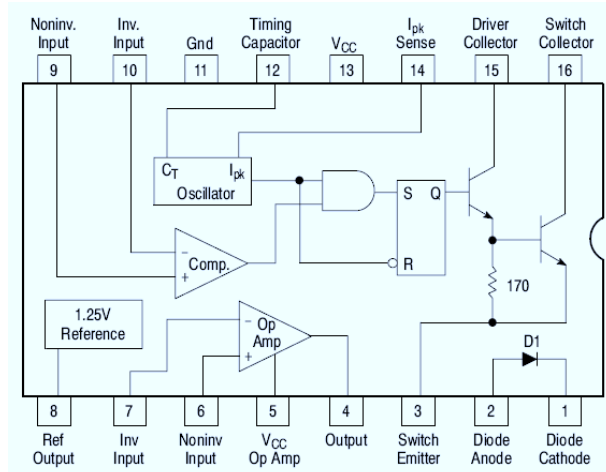 Noninv. Input
Inv. Input
Gnd
Timing Capacitor
VCC
Ipk Sense
Driver Collector
Switch Collector
9
10
11
12
13
14
15
16
CT
Ipk
Oscillator
S
Q
R
Comp.
-
+
170
1.25V
Reference
-
+
Op
Amp
D1
8
7
6
5
4
3
2
1
Ref Output
Inv Input
Noninv Input
VCC Op Amp
Output
Switch Emitter
Diode Anode
Diode Cathode